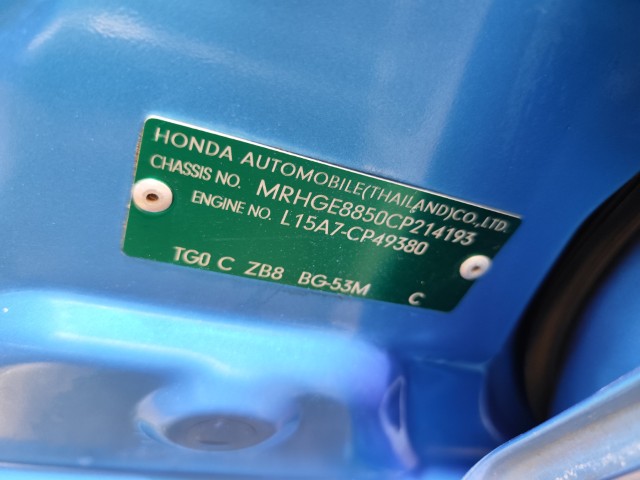 HONDA AUTOMOBILE(THAILAND)CO.,LTD.
CHASSIS NO. MRHGE8850CP214193
ENGINE NO. L15A7-CP49380
TG0 C ZB8 BG-53M C